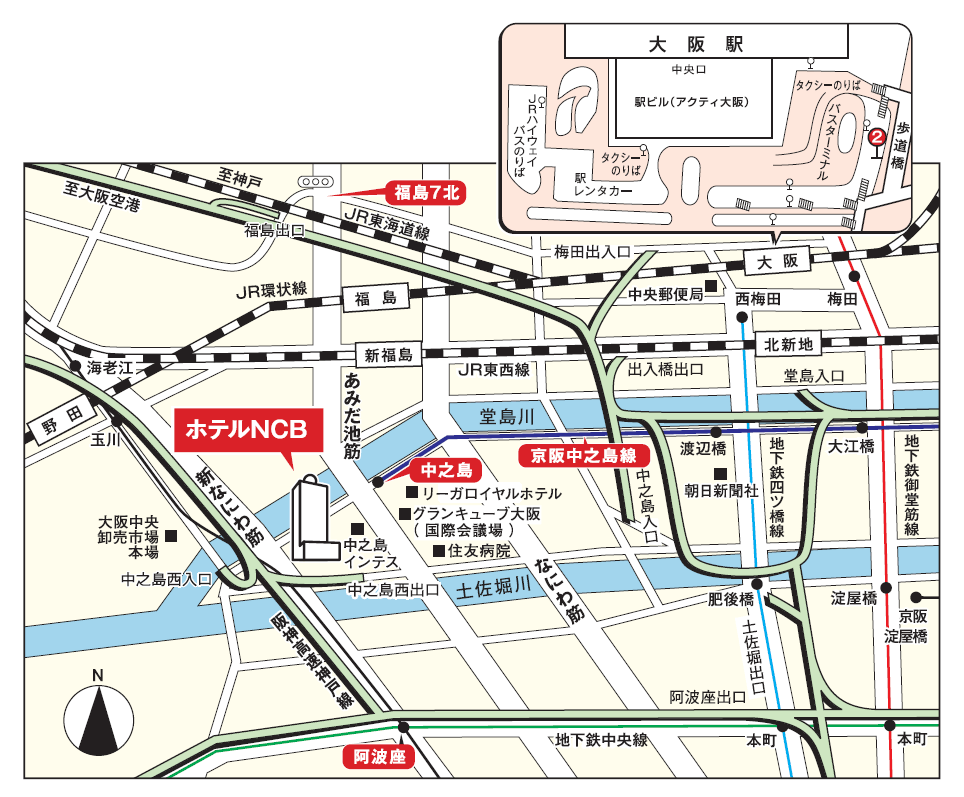 大阪駅
中央口
駅ビル（アクティ大阪）
タクシーのりば
JRハイウェイ
バスのりば
バスターミナル
2
歩道橋
タクシー
のりば
駅
レンタカー
至神戸
至大阪空港
福島7北
JR東海道線
福島出口
梅田出入口
大阪
JR環状線
福島
中央郵便局
西梅田
梅田
新福島
北新地
海老江
JR東西線
出入橋出口
堂島入口
あみだ池筋
野田
玉川
ホテルNCB
堂島川
中之島
京阪中之島線
渡辺橋
大江橋
地下鉄四ツ橋線
地下鉄御堂筋線
新なにわ筋
リーガロイヤルホテル
グランキューブ大阪
（国際会議場）
中之島入口
朝日新聞社
大阪中央
卸売市場
本場
中之島
インテス
住友病院
中之島西入口
中之島西出口
土佐堀川
なにわ筋
肥後橋
淀屋橋
京阪
淀屋橋
阪神高速神戸線
土佐堀出口
N
阿波座出口
阿波座
地下鉄中央線
本町
本町